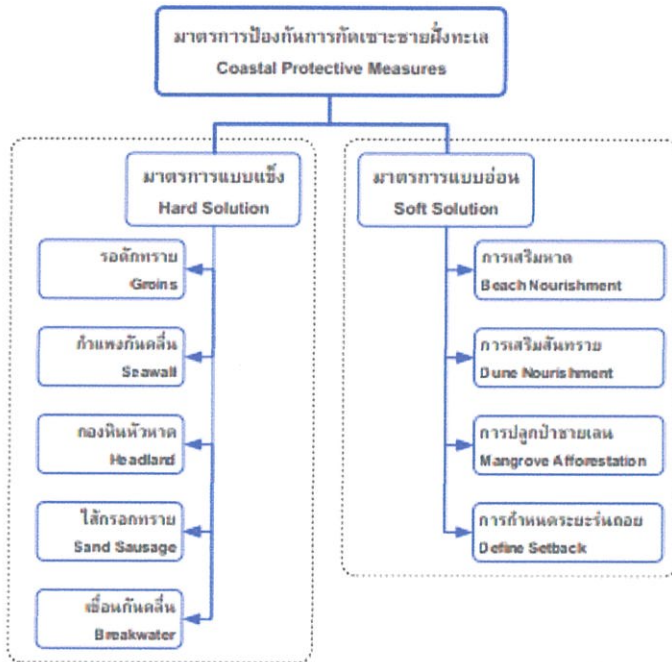 มาตรการป้องกันการกัดเซาะชายฝั่งทะเล
Coastal Protective Measures
มาตรการแบบแข็ง
Hard Solution
รอดักทราย
Groins
กำแพงกันคลื่น
Seawall
กองหินหัวหาด
Headland
ไส้กรอกทราย
Sand Sausage
เขื่อนกันคลื่น
Breakwater
มาตรการแบบอ่อน
Soft Solution
การเสริมหาด
Beach Nourishment
การเสริมสันทราย
Dune Nourishment
การปลูกป่าชายเลน
Mangrove Afforestation
การกำหนดระยะร่นถอย
Define Setback